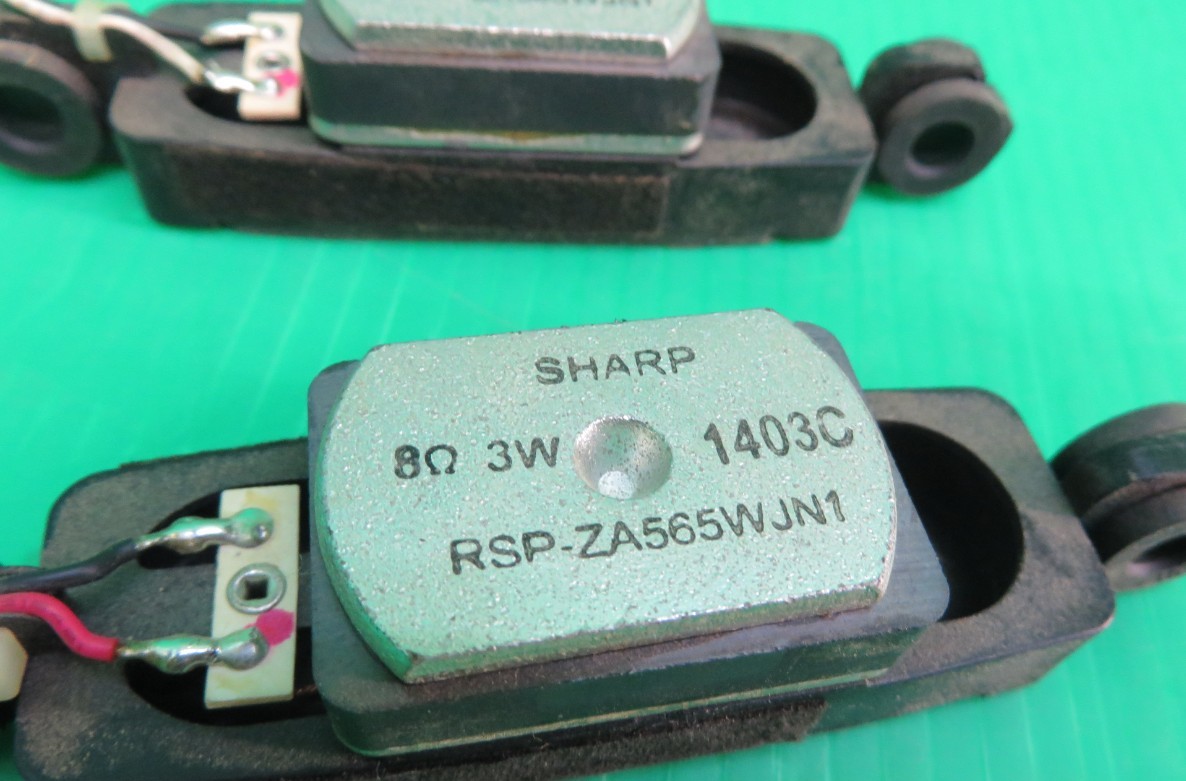 SHARP
8Ω 3W 1403C
RSP-ZA565WJN1